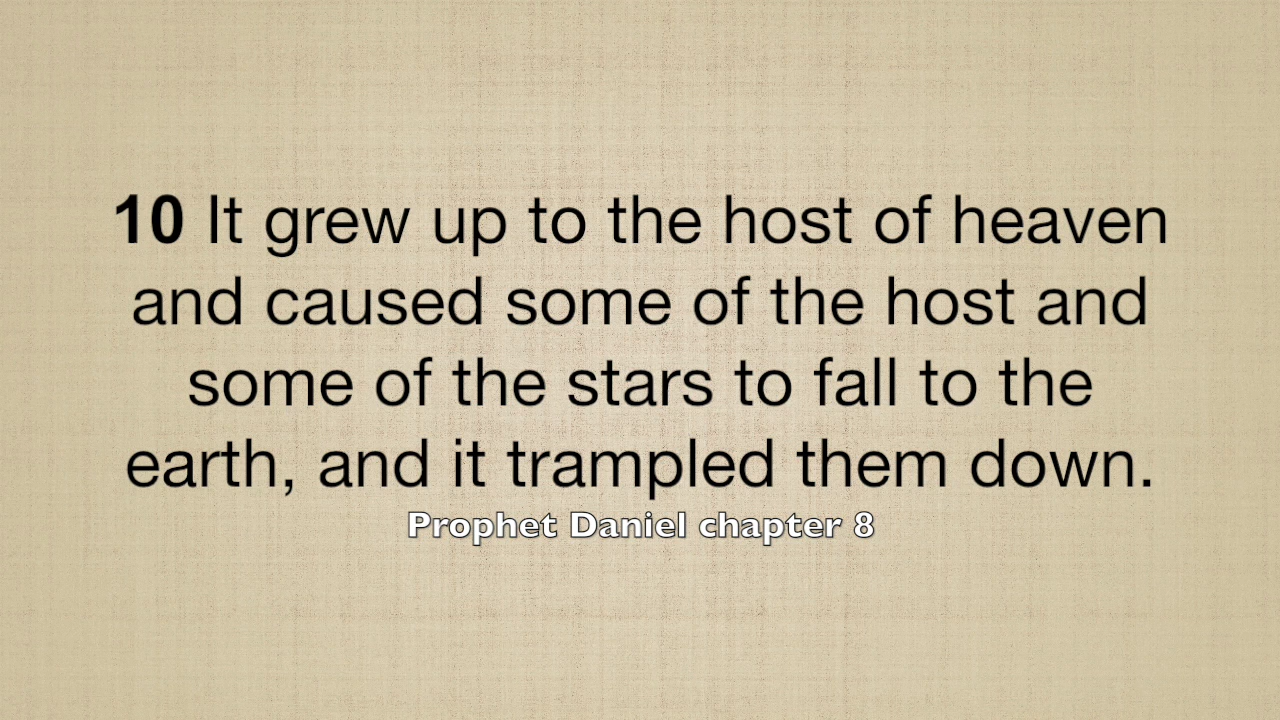 10 It grew up to the host of heaven
and caused some of the host and
some of the stars to fall to the
earth, and it trampled them down.
Prophet Daniel chapter 8